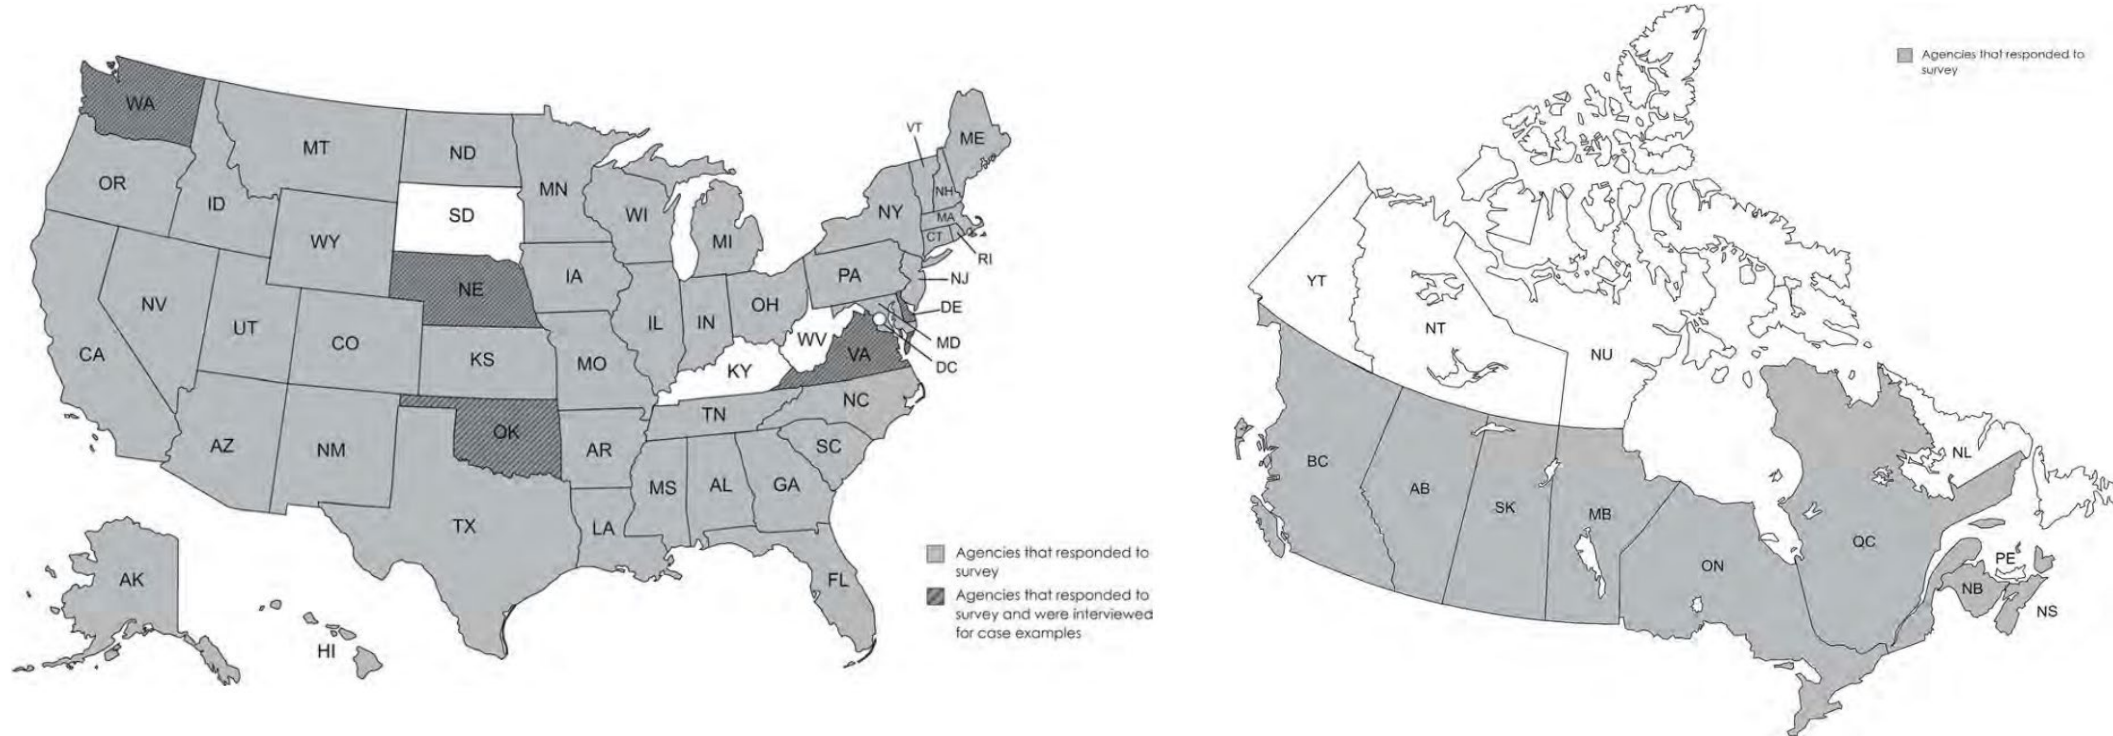 WA
MT
ND
MN
OR
ID
SD
WI
WY
MI
NY
VT
ME
NH
MA
CT
RI
NE
IA
PA
NJ
NV
UT
CO
IL
IN
OH
DE
CA
KS
MO
WV
VA
MD
DC
KY
NC
TN
AZ
NM
OK
AR
SC
MS
AL
GA
TX
LA
FL
AK
HI
Agencies that responded to
survey
Agencies that responded to
survey and were interviewed
for case examples
Agencies that responded to
survey
YT
NT
NU
BC
AB
SK
MB
ON
QC
NL
PE
NB
NS